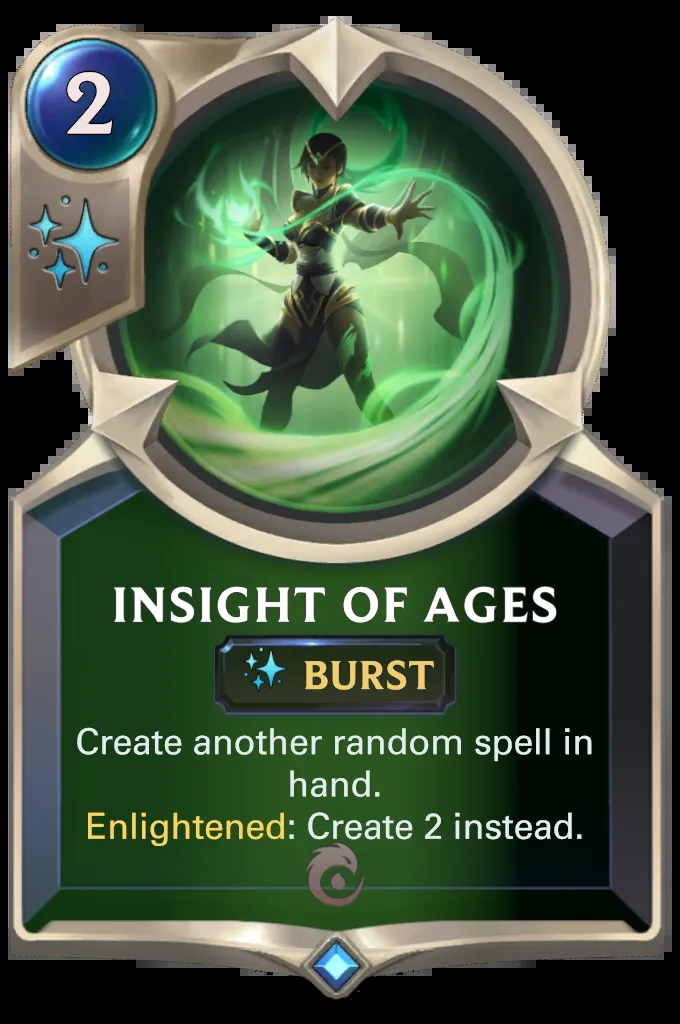 2
INSIGHT OF AGES
BURST
Create another random spell in
hand.
Enlightened: Create 2 instead.